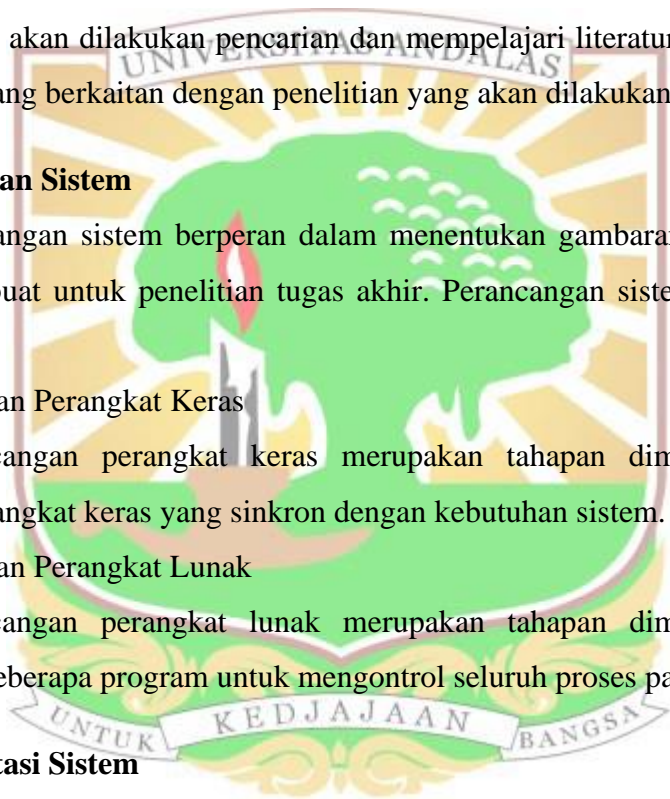 akan dilakukan pencarian dan mempelajari literatur
UNIVERSITAS ANDALAS
ang berkaitan dengan penelitian yang akan dilakukan
an Sistem
angan sistem berperan dalam menentukan gambaran
buat untuk penelitian tugas akhir. Perancangan siste
an Perangkat Keras
cangan perangkat keras merupakan tahapan dim
angkat keras yang sinkron dengan kebutuhan sistem.
an Perangkat Lunak
cangan perangkat lunak merupakan tahapan dim
eberapa program untuk mengontrol seluruh proses pa
UNTUK KEDJAJAAN BANGSA
tasi Sistem